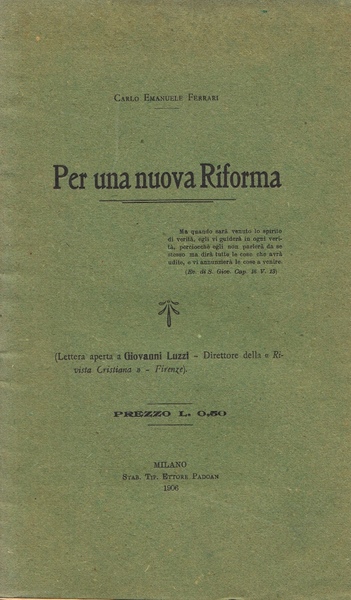 Carlo Emanuele Ferrari
Per una nuova Riforma
Ma quando sarà venuto lo spirito
di verità, egli vi guiderà in ogni veri-
tà, perciocchè egli non parlerà da se
stesso ma dirà tutte le cose che avrà
udite, e vi annunzierà le cose a venire
(Ev. di S. Giov. Cap. 16. V. 13)
(Lettera aperta a Giovanni Luzzi - Direttore della « Ri-
vista Cristiana » - Firenze).
PREZZO L. 0,50
MILANO
Stab. Tip. Ettore Padoan
1906